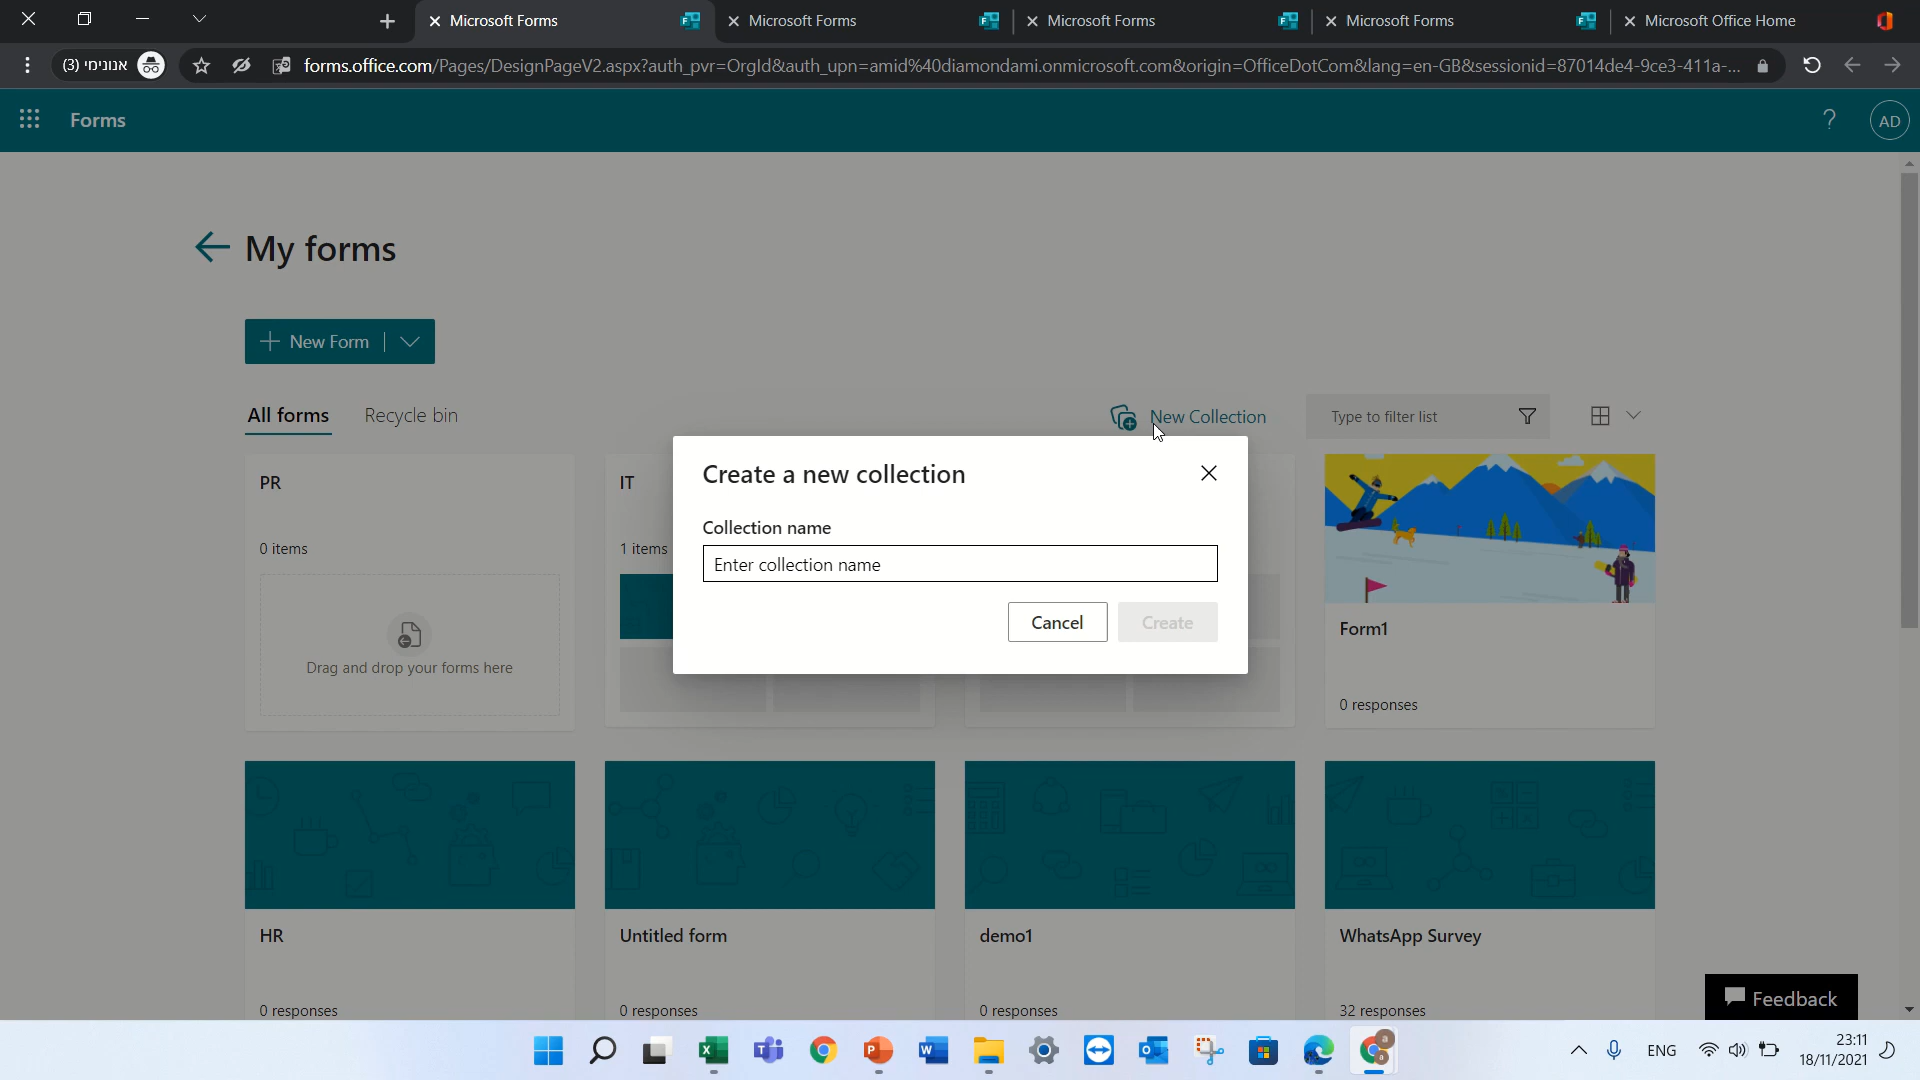 Microsoft Forms
Microsoft Forms
Microsoft Forms
Microsoft Forms
Microsoft Office Home
אנונימי (3)
forms.office.com/Pages/DesignPageV2.aspx?auth_pvr=OrgId&auth_upn=amid%40diamondami.onmicrosoft.com&origin=OfficeDotCom&lang=en-GB&sessionid=87014de4-9ce3-411a-...
Forms
?
AD
My forms
New Form
All forms
Recycle bin
New Collection
Type to filter list
PR
0 items
Drag and drop your forms here
IT
1 items
Create a new collection
Collection name
Enter collection name
Cancel
Create
Form1
0 responses
HR
0 responses
Untitled form
0 responses
demo1
0 responses
WhatsApp Survey
32 responses
Feedback
ENG
23:11
18/11/2021